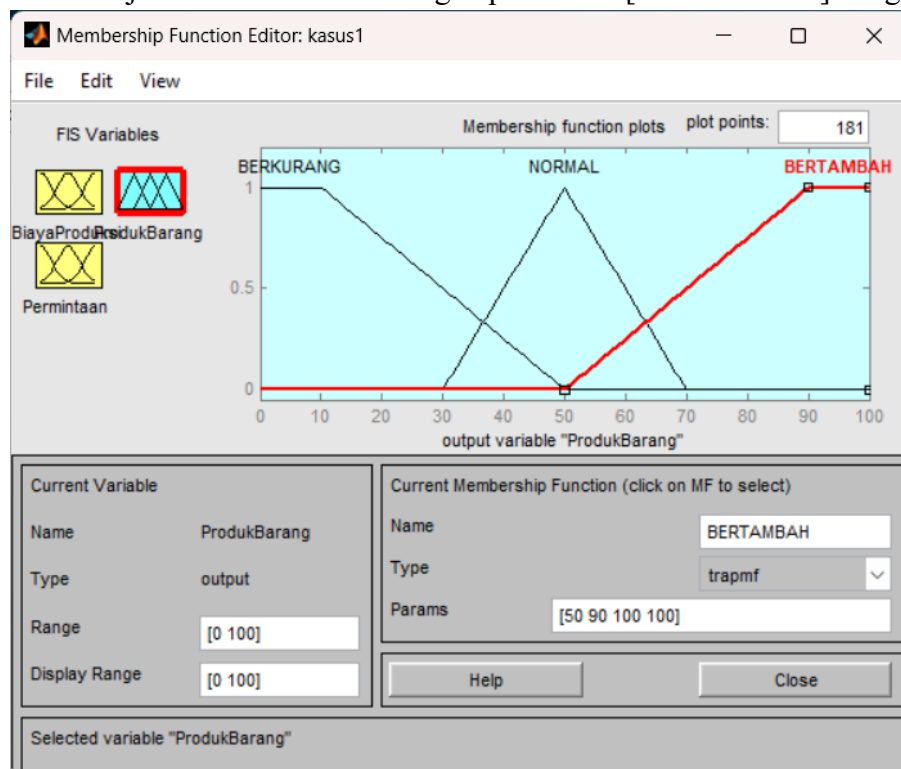 Membership Function Editor: kasus1
File Edit View
FIS Variables
Membership function plots plot points: 181
BiayaProduksi
ProdukBarang
Permintaan
BERKURANG NORMAL BERTAMBAH
1
0.5
0
0 10 20 30 40 50 60 70 80 90 100
output variable "ProdukBarang"
Current Variable
Name ProdukBarang
Type output
Range [0 100]
Display Range [0 100]
Current Membership Function (click on MF to select)
Name BERTAMBAH
Type trapmf
Params [50 90 100 100]
Help Close
Selected variable "ProdukBarang"